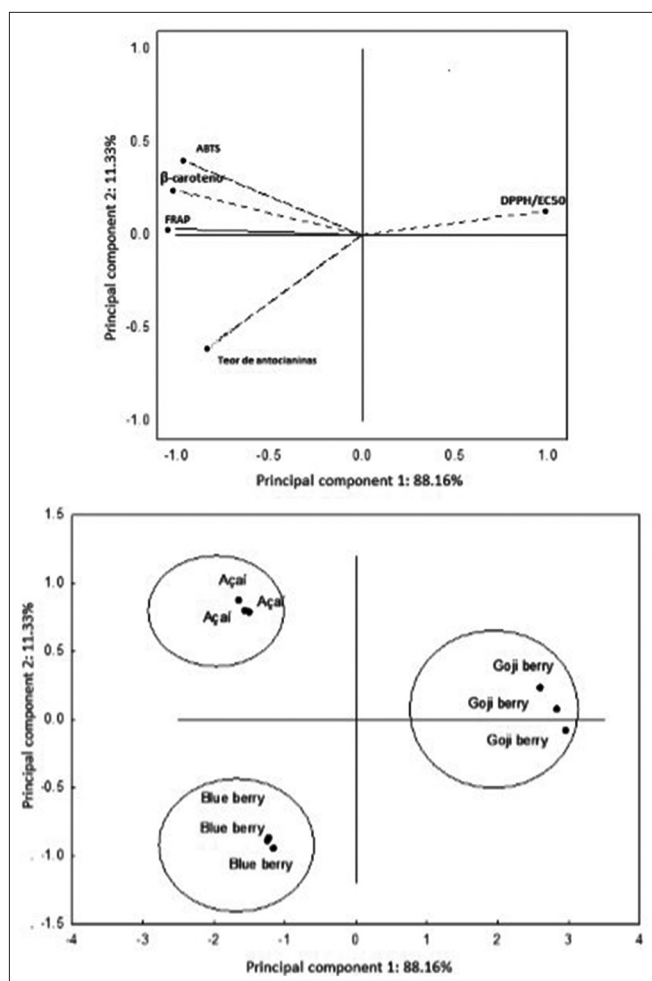 1.0
ABTS
0.5
β-caroteno
DPPH/EC50
FRAP
0.0
-0.5
Teor de antocianinas
-1.0
-1.0 -0.5 0.0 0.5 1.0
Principal component 2: 11.33%
Principal component 1: 88.16%
1.5
1.0
Açaí
Açaí
Açaí
0.5
Goji berry
Goji berry
0.0
Goji berry
-0.5
Blue berry
Blue berry
-1.0
Blue berry
-1.5
-4 -3 -2 -1 0 1 2 3 4
Principal component 2: 11.33%
Principal component 1: 88.16%